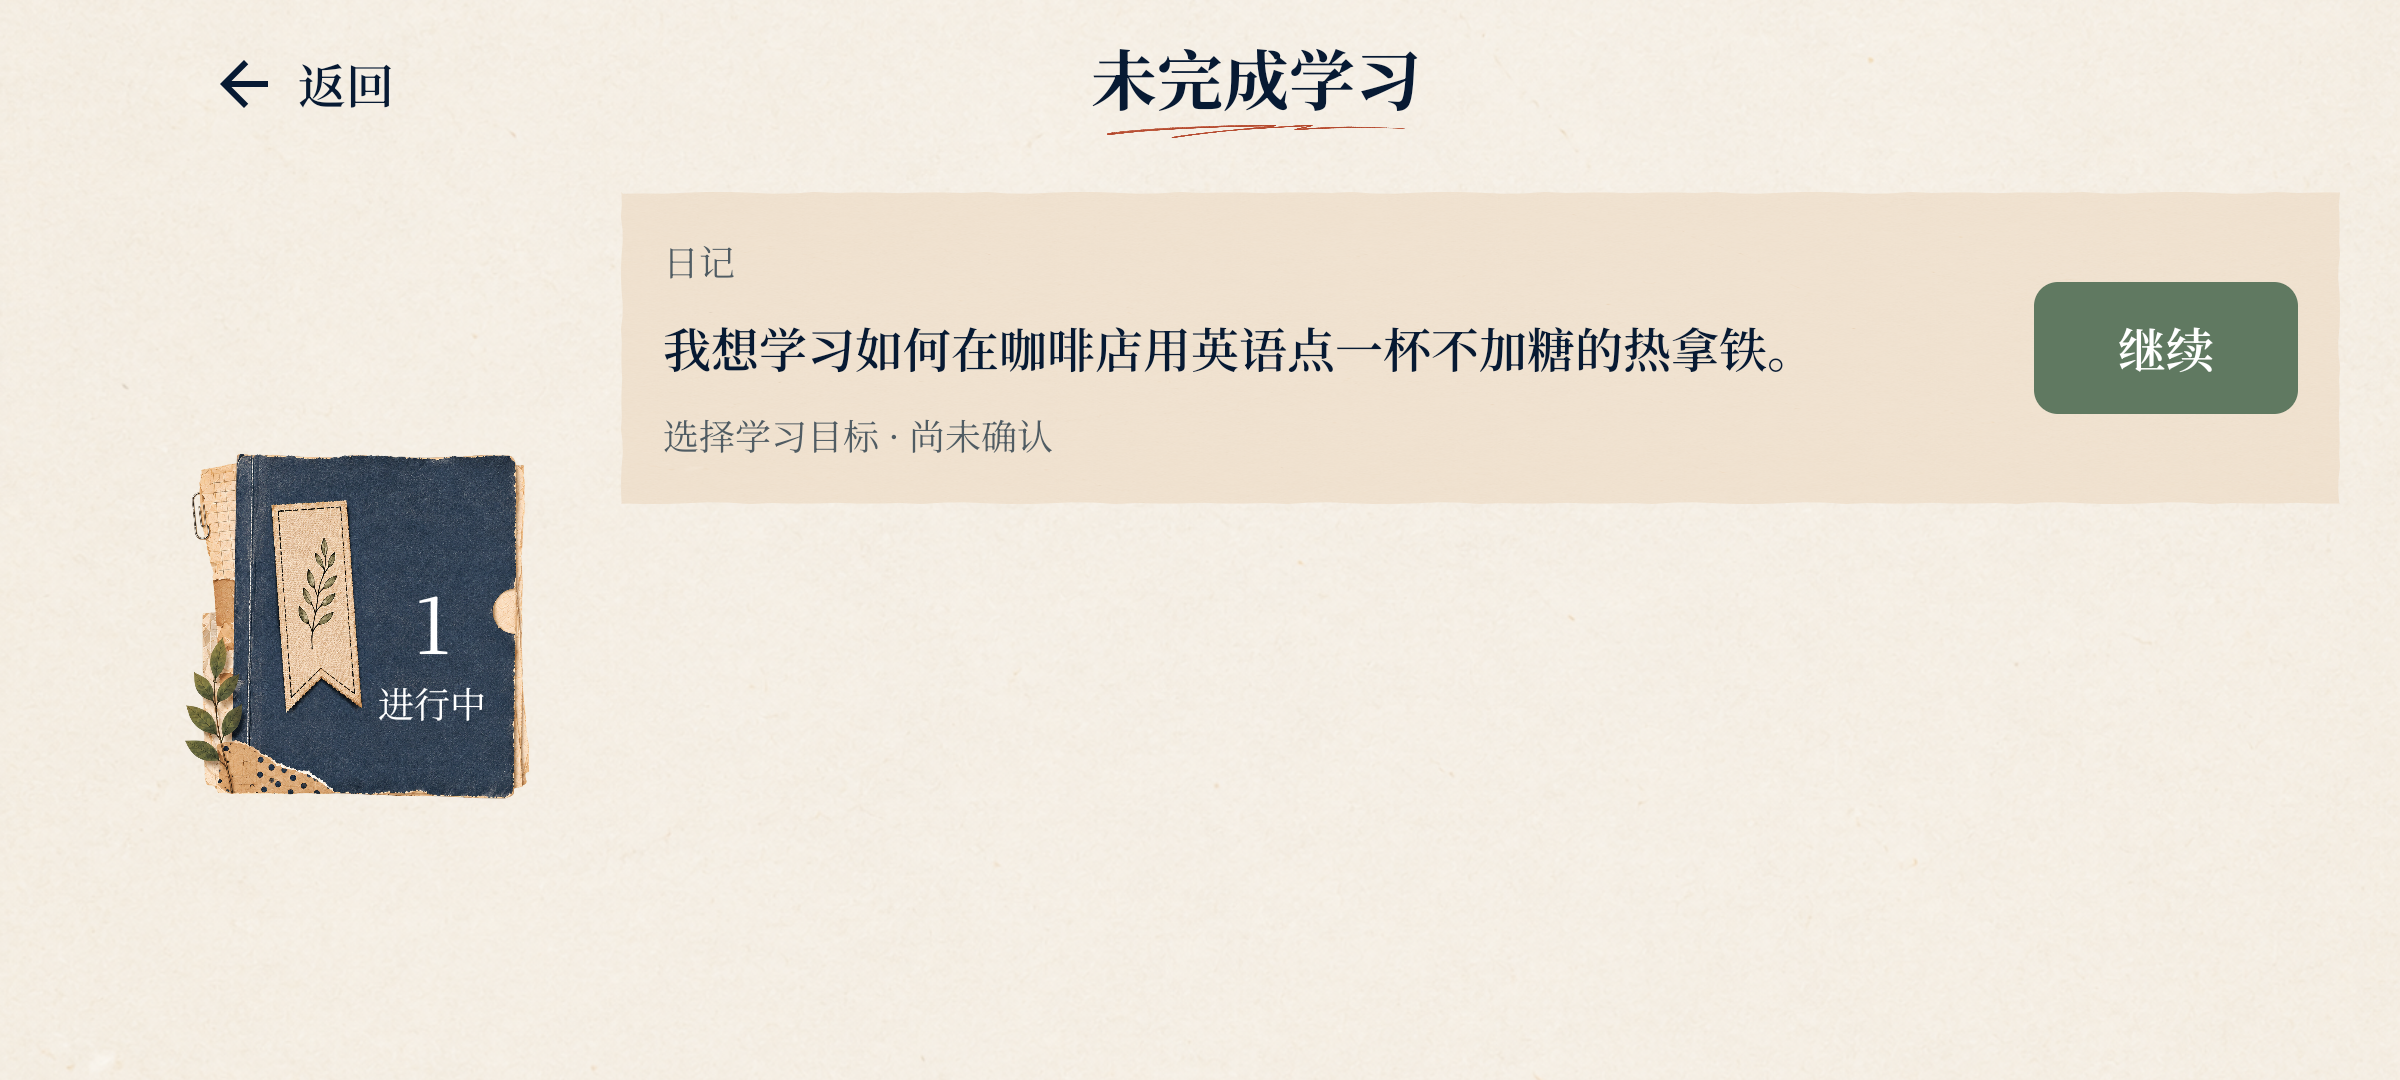 返回
未完成学习
日记
我想学习如何在咖啡店用英语点一杯不加糖的热拿铁。
选择学习目标 · 尚未确认
继续
1
进行中